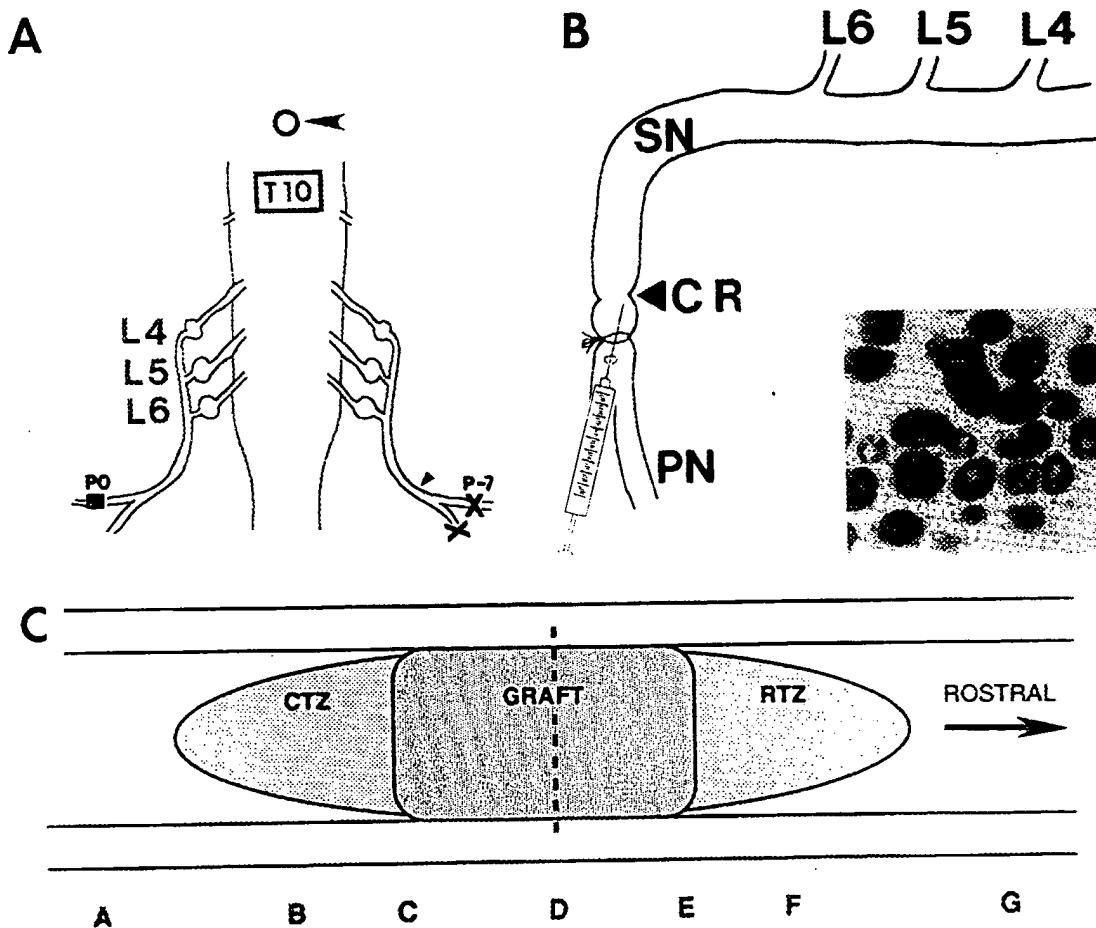 A
T10
L4
L5
L6
PO
P-7
B
L6 L5 L4
SN
CR
PN
C
CTZ GRAFT RTZ ROSTRAL
A B C D E F G